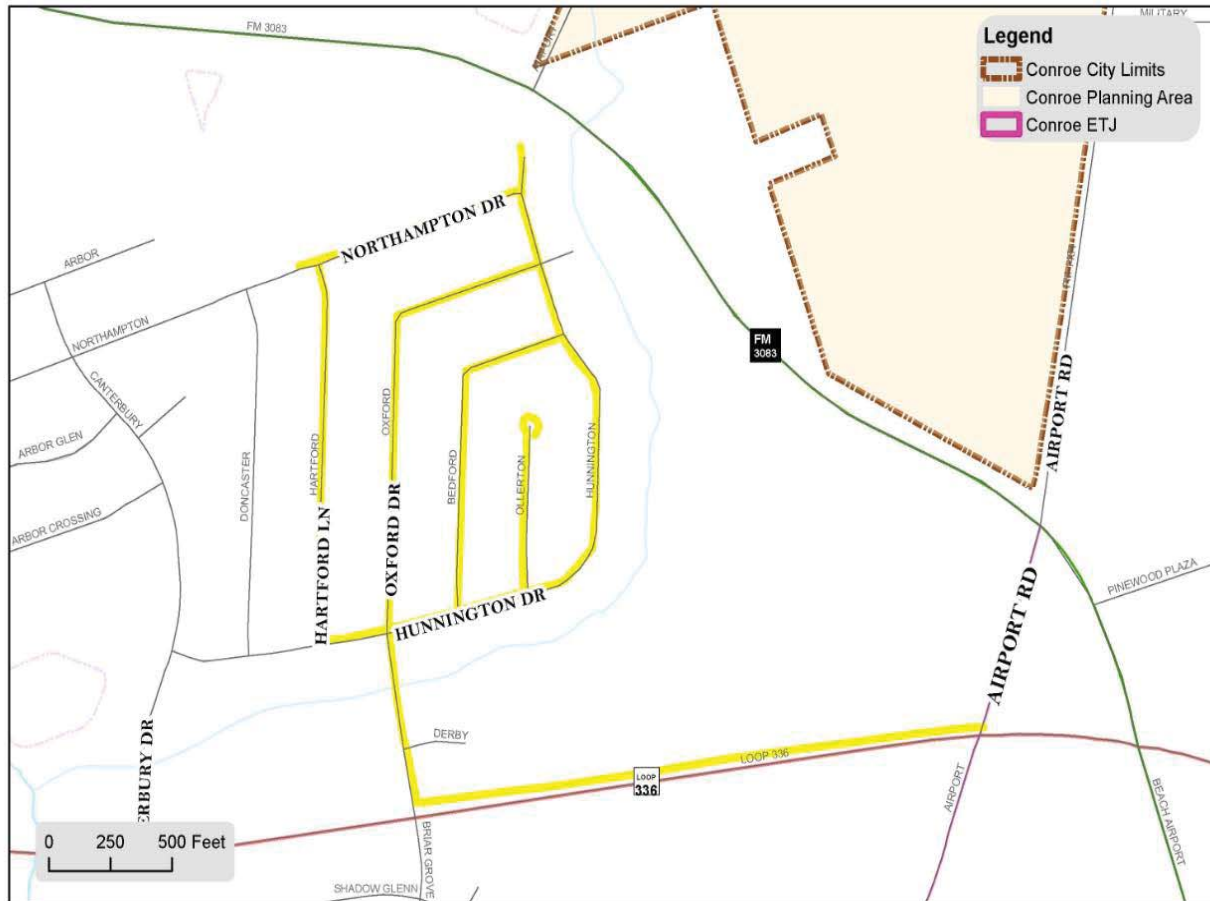 FM 3083
MILITARY
Legend
Conroe City Limits
Conroe Planning Area
Conroe ETJ
NORTHAMPTON DR
ARBOR
NORTHAMPTON
CANTERBURY
ARBOR GLEN
ARBOR CROSSING
DONCASTER
HARTFORD
HARTFORD LN
OXFORD
OXFORD DR
BEDFORD
OLLERTON
HUNNINGTON
HUNNINGTON DR
FM
3083
AIRPORT RD
AIRPORT RD
PINEWOOD PLAZA
ERBURY DR
DERBY
LOOP 336
LOOP
336
AIRPORT
BEACH AIRPORT
BRIAR GROVE
SHADOW GLENN
0 250 500 Feet